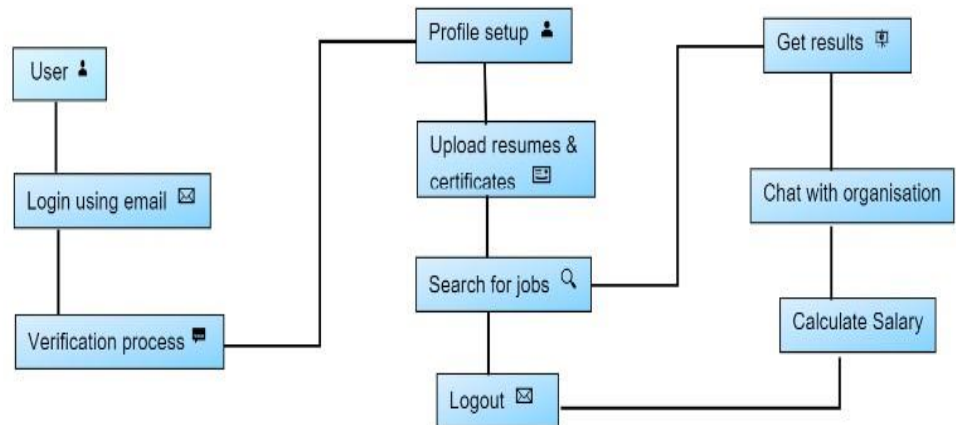 User
Login using email
Verification process
Profile setup
Upload resumes &
certificates
Search for jobs
Logout
Get results
Chat with organisation
Calculate Salary